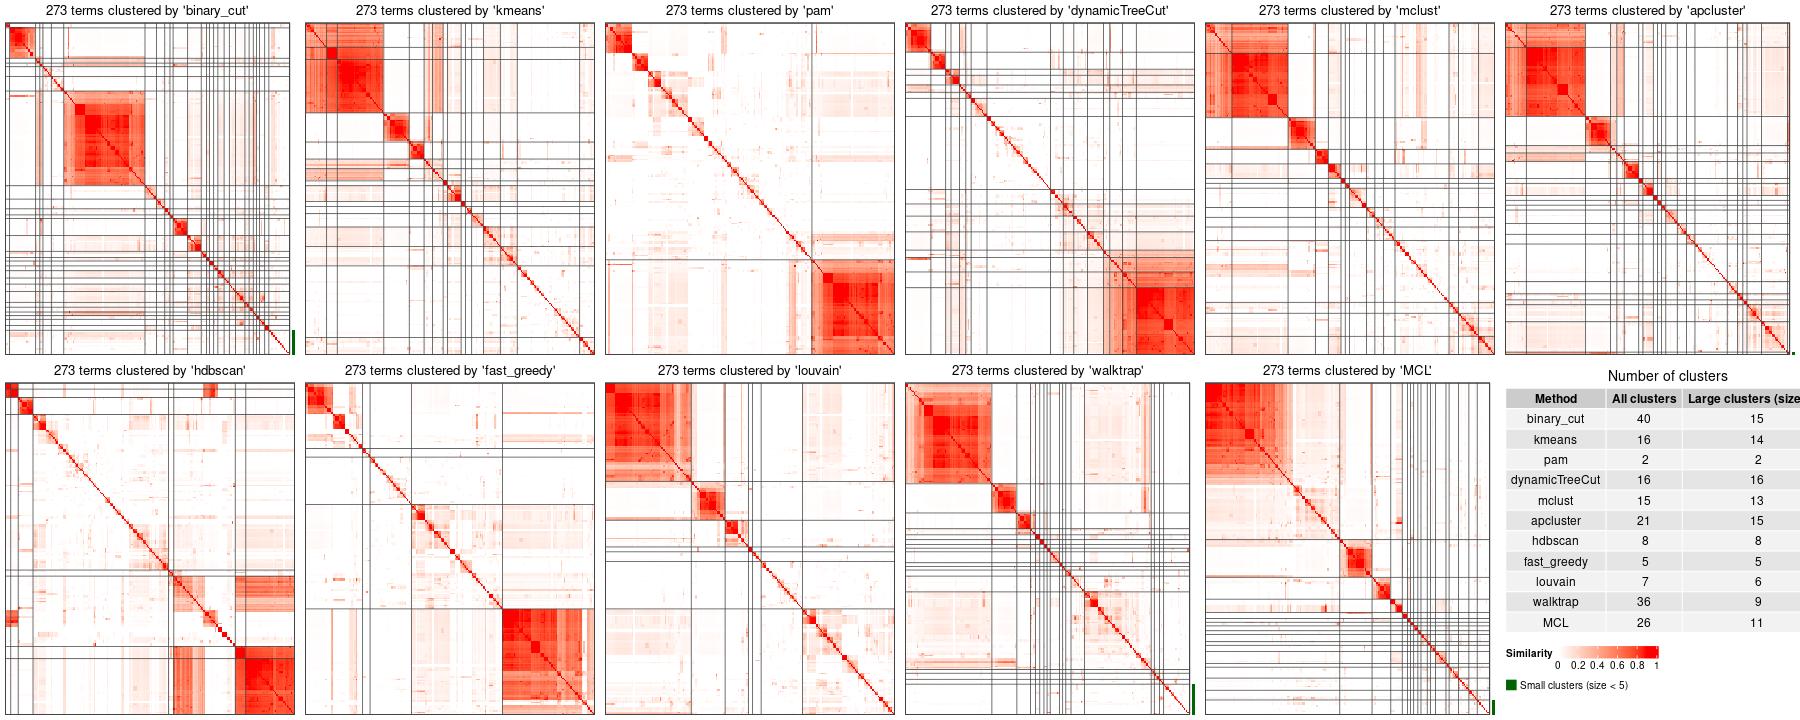 273 terms clustered by 'binary_cut'
273 terms clustered by 'kmeans'
273 terms clustered by 'pam'
273 terms clustered by 'dynamicTreeCut'
273 terms clustered by 'mclust'
273 terms clustered by 'apcluster'
273 terms clustered by 'hdbscan'
273 terms clustered by 'fast_greedy'
273 terms clustered by 'louvain'
273 terms clustered by 'walktrap'
273 terms clustered by 'MCL'
Number of clusters
Method All clusters Large clusters (size
binary_cut 40 15
kmeans 16 14
pam 2 2
dynamicTreeCut 16 16
mclust 15 13
apcluster 21 15
hdbscan 8 8
fast_greedy 5 5
louvain 7 6
walktrap 36 9
MCL 26 11
Similarity
0 0.2 0.4 0.6 0.8 1
Small clusters (size < 5)